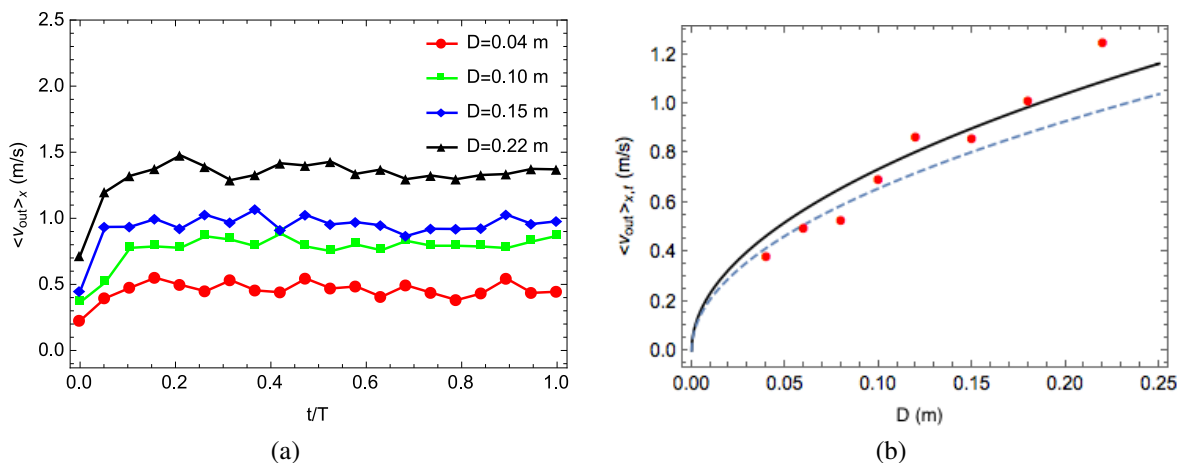 2.5
2.0
1.5
1.0
0.5
0.0
<v_out>_x (m/s)
D=0.04 m
D=0.10 m
D=0.15 m
D=0.22 m
0.0 0.2 0.4 0.6 0.8 1.0
t/T
(a)
1.2
1.0
0.8
0.6
0.4
0.2
0.0
<v_out>_x,t (m/s)
0.00 0.05 0.10 0.15 0.20 0.25
D (m)
(b)